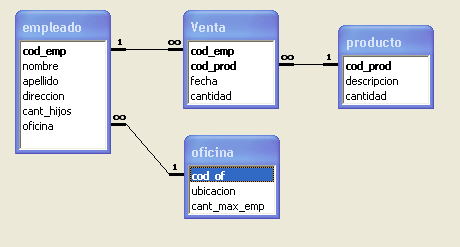 empleado
cod_emp
nombre
apellido
direccion
cant_hijos
oficina
1
∞
Venta
cod_emp
cod_prod
fecha
cantidad
∞
1
producto
cod_prod
descripcion
cantidad
∞
1
oficina
cod_of
ubicacion
cant_max_emp